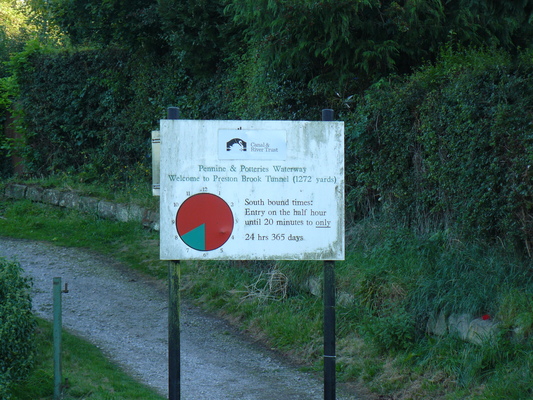 Canal &
River Trust
Pennine & Potteries Waterway
Welcome to Preston Brook Tunnel (1272 yards)
12
South bound times:
Entry on the half hour
until 20 minutes to only
24 hrs 365 days.